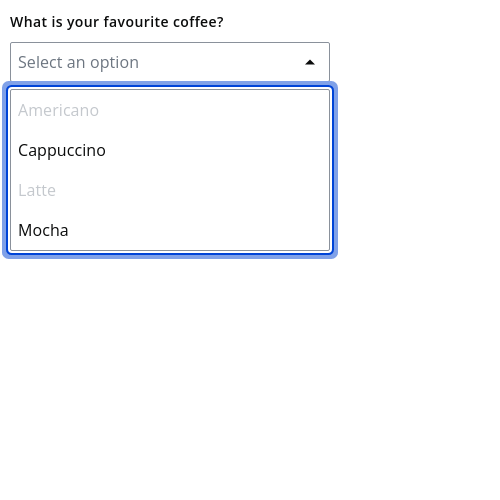 What is your favourite coffee?
Select an option
Americano
Cappuccino
Latte
Mocha